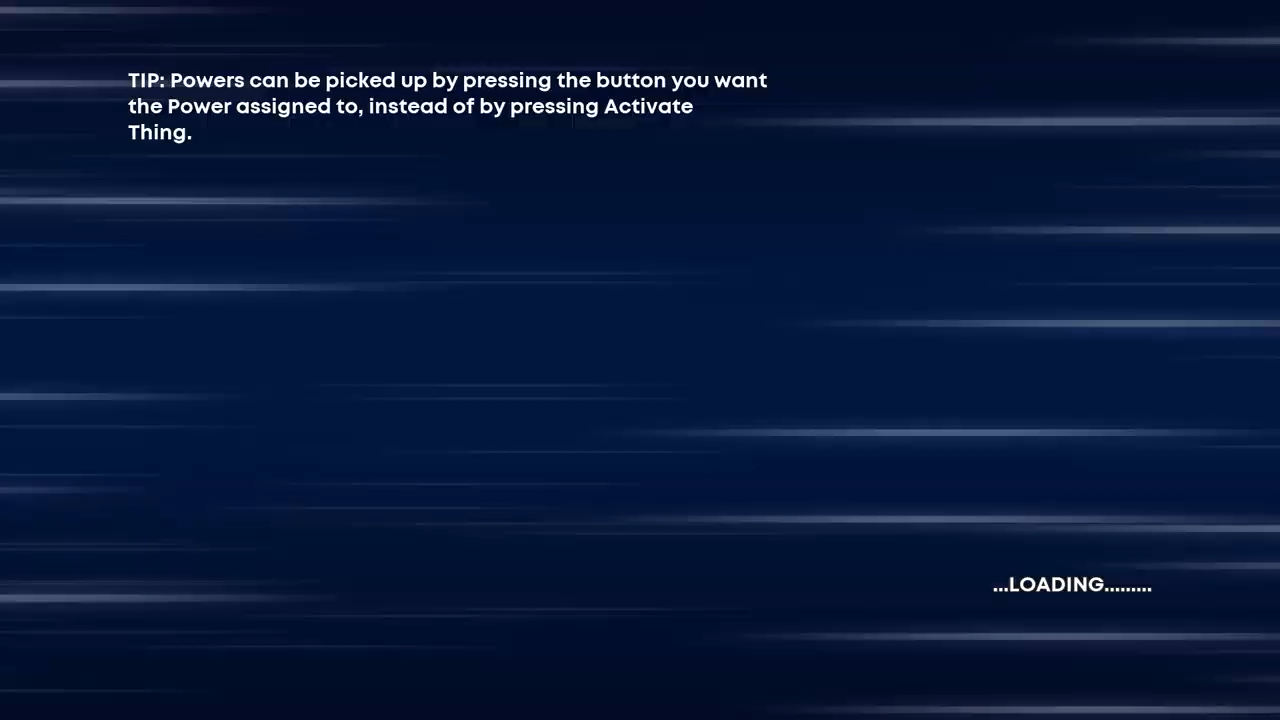 TIP: Powers can be picked up by pressing the button you want
the Power assigned to, instead of by pressing Activate
Thing.
...LOADING.........